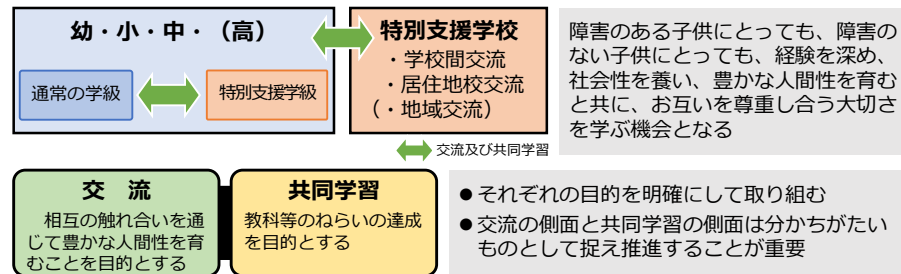 幼・小・中・（高）
通常の学級
特別支援学級
特別支援学校
・学校間交流
・居住地校交流
（・地域交流）
障害のある子供にとっても、障害の
ない子供にとっても、経験を深め、
社会性を養い、豊かな人間性を育む
と共に、お互いを尊重し合う大切さ
を学ぶ機会となる
交流及び共同学習
交　流
相互の触れ合いを通
じて豊かな人間性を育
むことを目的とする
共同学習
教科等のねらいの達成
を目的とする
●それぞれの目的を明確にして取り組む
●交流の側面と共同学習の側面は分かちがたい
ものとして捉え推進することが重要